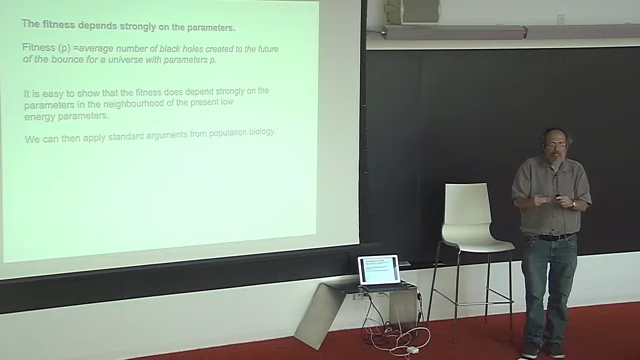 The fitness depends strongly on the parameters.
Fitness (p) =average number of black holes created to the future
of the bounce for a universe with parameters p.
It is easy to show that the fitness does depend strongly on the
parameters in the neighbourhood of the present low
energy parameters.
We can then apply standard arguments from population biology.